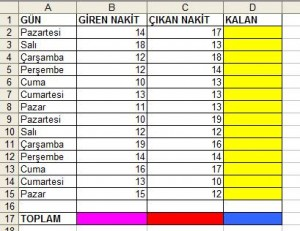 A B C D
1 GÜN GİREN NAKİT ÇIKAN NAKİT KALAN
2 Pazartesi 14 17
3 Salı 18 13
4 Çarşamba 12 18
5 Perşembe 12 14
6 Cuma 10 13
7 Cumartesi 13 13
8 Pazar 11 13
9 Pazartesi 10 19
10 Salı 12 12
11 Çarşamba 19 16
12 Perşembe 14 14
13 Cuma 16 17
14 Cumartesi 13 10
15 Pazar 15 12
16
17 TOPLAM